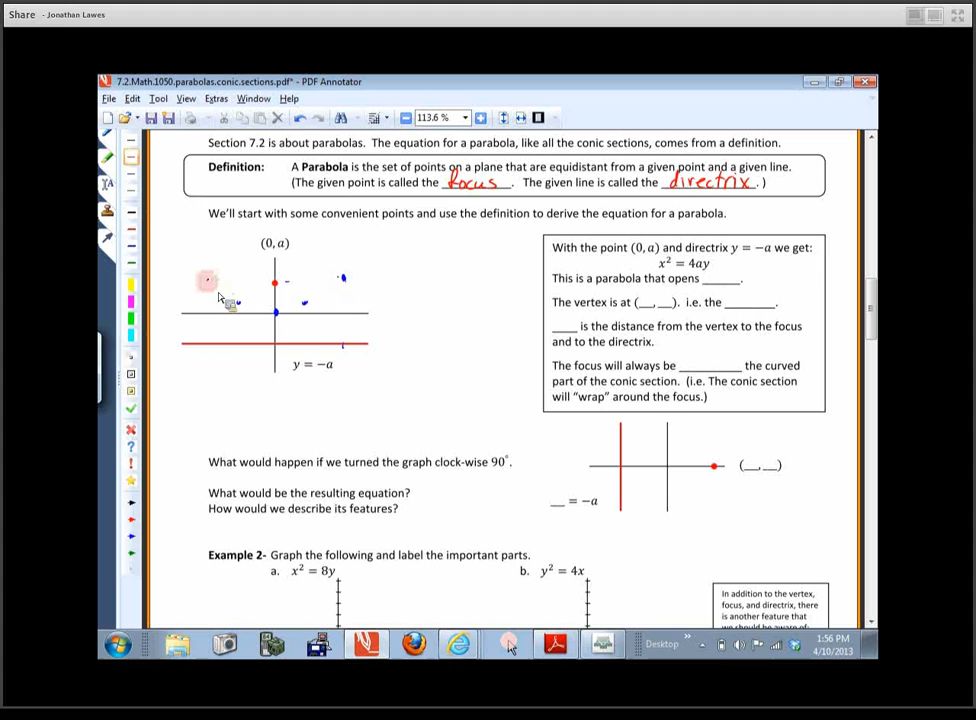 Share - Jonathan Lawes
7.2.Math.1050.parabolas.conic.sections.pdf* - PDF Annotator
File Edit Tool View Extras Window Help
113.6 %
Section 7.2 is about parabolas. The equation for a parabola, like all the conic sections, comes from a definition.
Definition: A Parabola is the set of points on a plane that are equidistant from a given point and a given line.
(The given point is called the focus. The given line is called the directrix.)
We'll start with some convenient points and use the definition to derive the equation for a parabola.
(0, a)
y = −a
With the point (0, a) and directrix y = −a we get:
x² = 4ay
This is a parabola that opens ______.
The vertex is at (__, __). i.e. the ________.
____ is the distance from the vertex to the focus
and to the directrix.
The focus will always be __________ the curved
part of the conic section. (i.e. The conic section
will "wrap" around the focus.)
What would happen if we turned the graph clock-wise 90°.
(__, __)
What would be the resulting equation?
__ = −a
How would we describe its features?
Example 2- Graph the following and label the important parts.
a. x² = 8y
b. y² = 4x
In addition to the vertex,
focus, and directrix, there
is another feature that
we should be aware of
Desktop
1:56 PM
4/10/2013